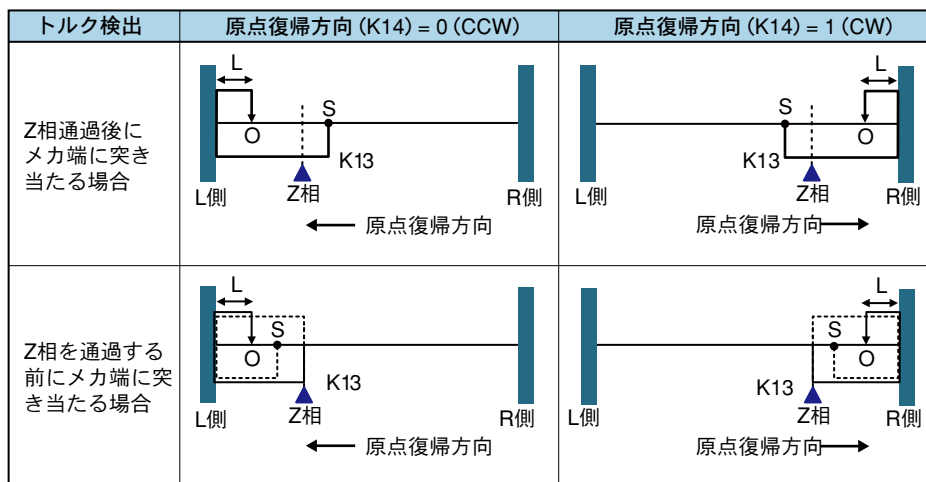 トルク検出
原点復帰方向 (K14) = 0 (CCW)
原点復帰方向 (K14) = 1 (CW)
Z相通過後に
メカ端に突き
当たる場合
L
S
O
K13
L側
Z相
R側
原点復帰方向
L
S
O
K13
L側
Z相
R側
原点復帰方向
Z相を通過する
前にメカ端に突
き当たる場合
L
S
O
K13
L側
Z相
R側
原点復帰方向
L
S
O
K13
L側
Z相
R側
原点復帰方向